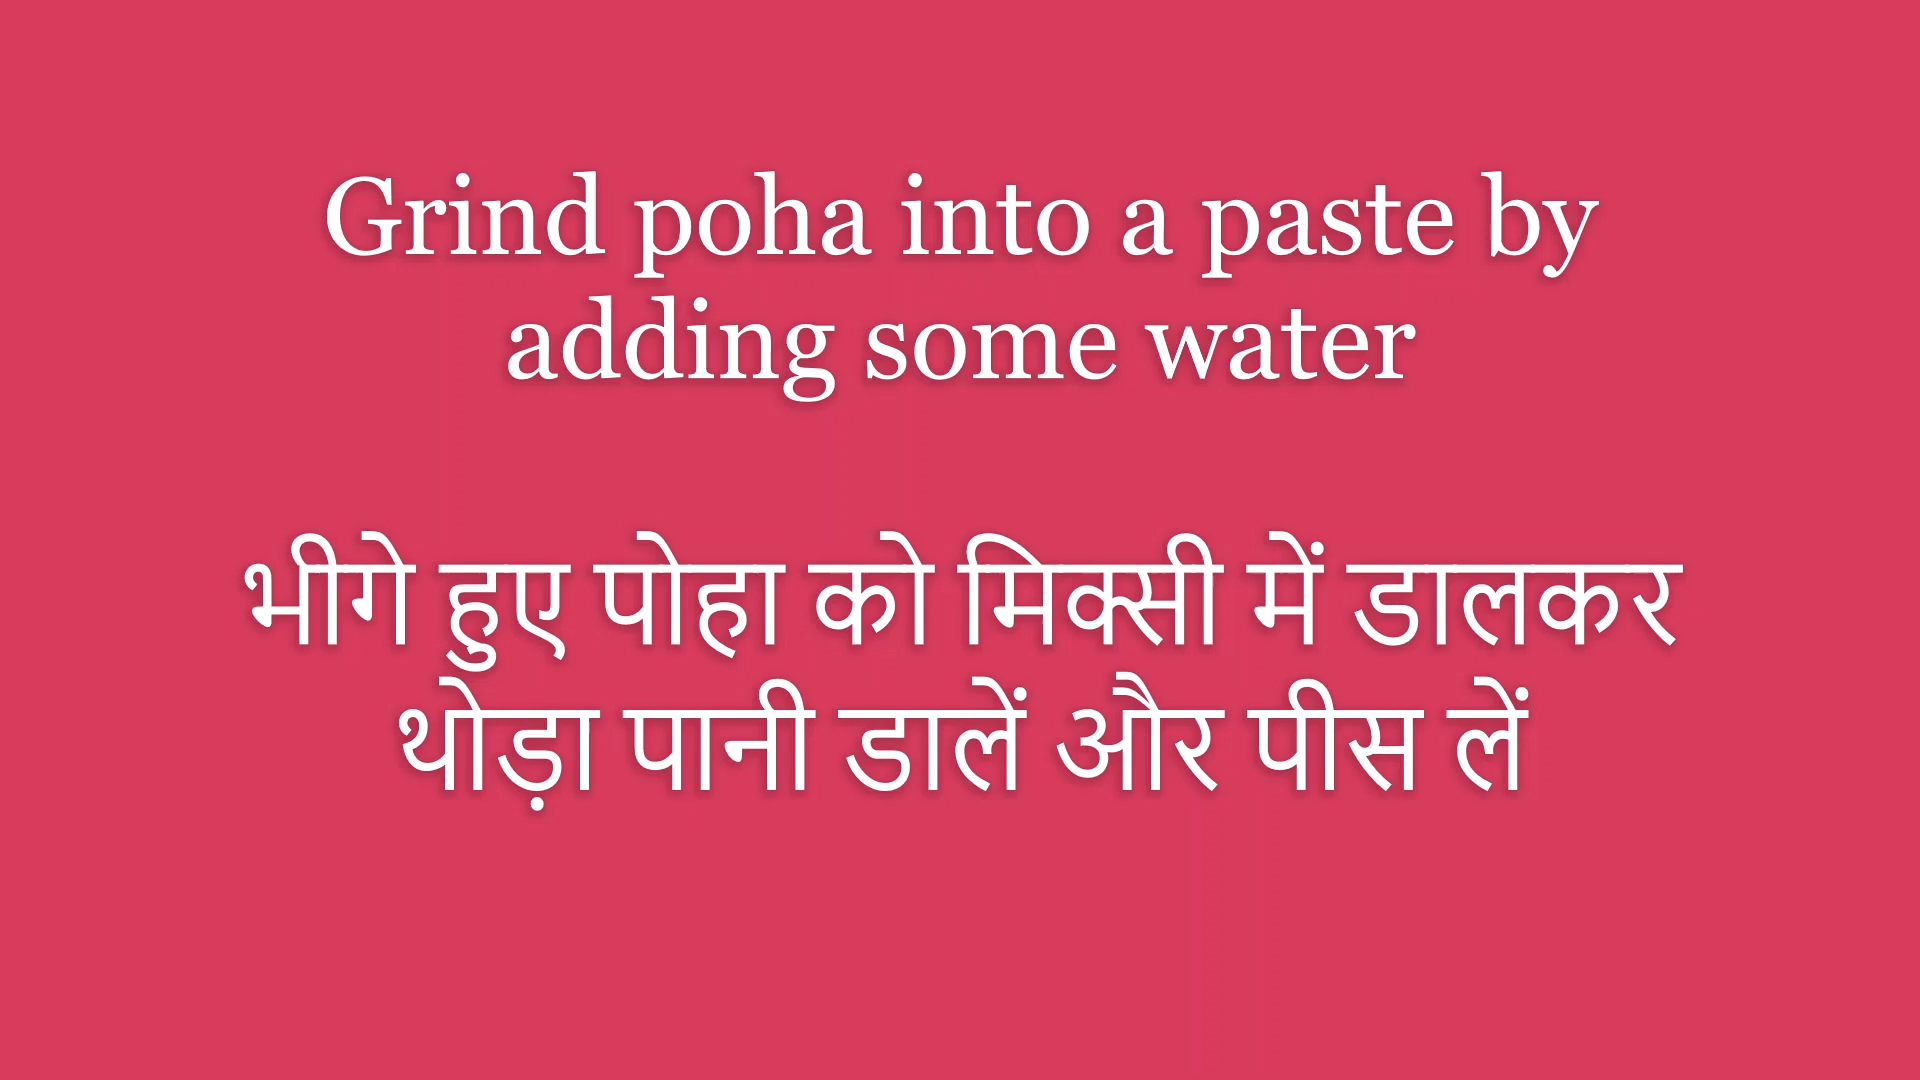 Grind poha into a paste by
adding some water
भीगे हुए पोहा को मिक्सी में डालकर
थोड़ा पानी डालें और पीस लें